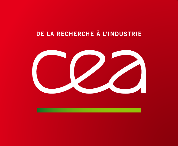 DE LA RECHERCHE À L'INDUSTRIE
cea